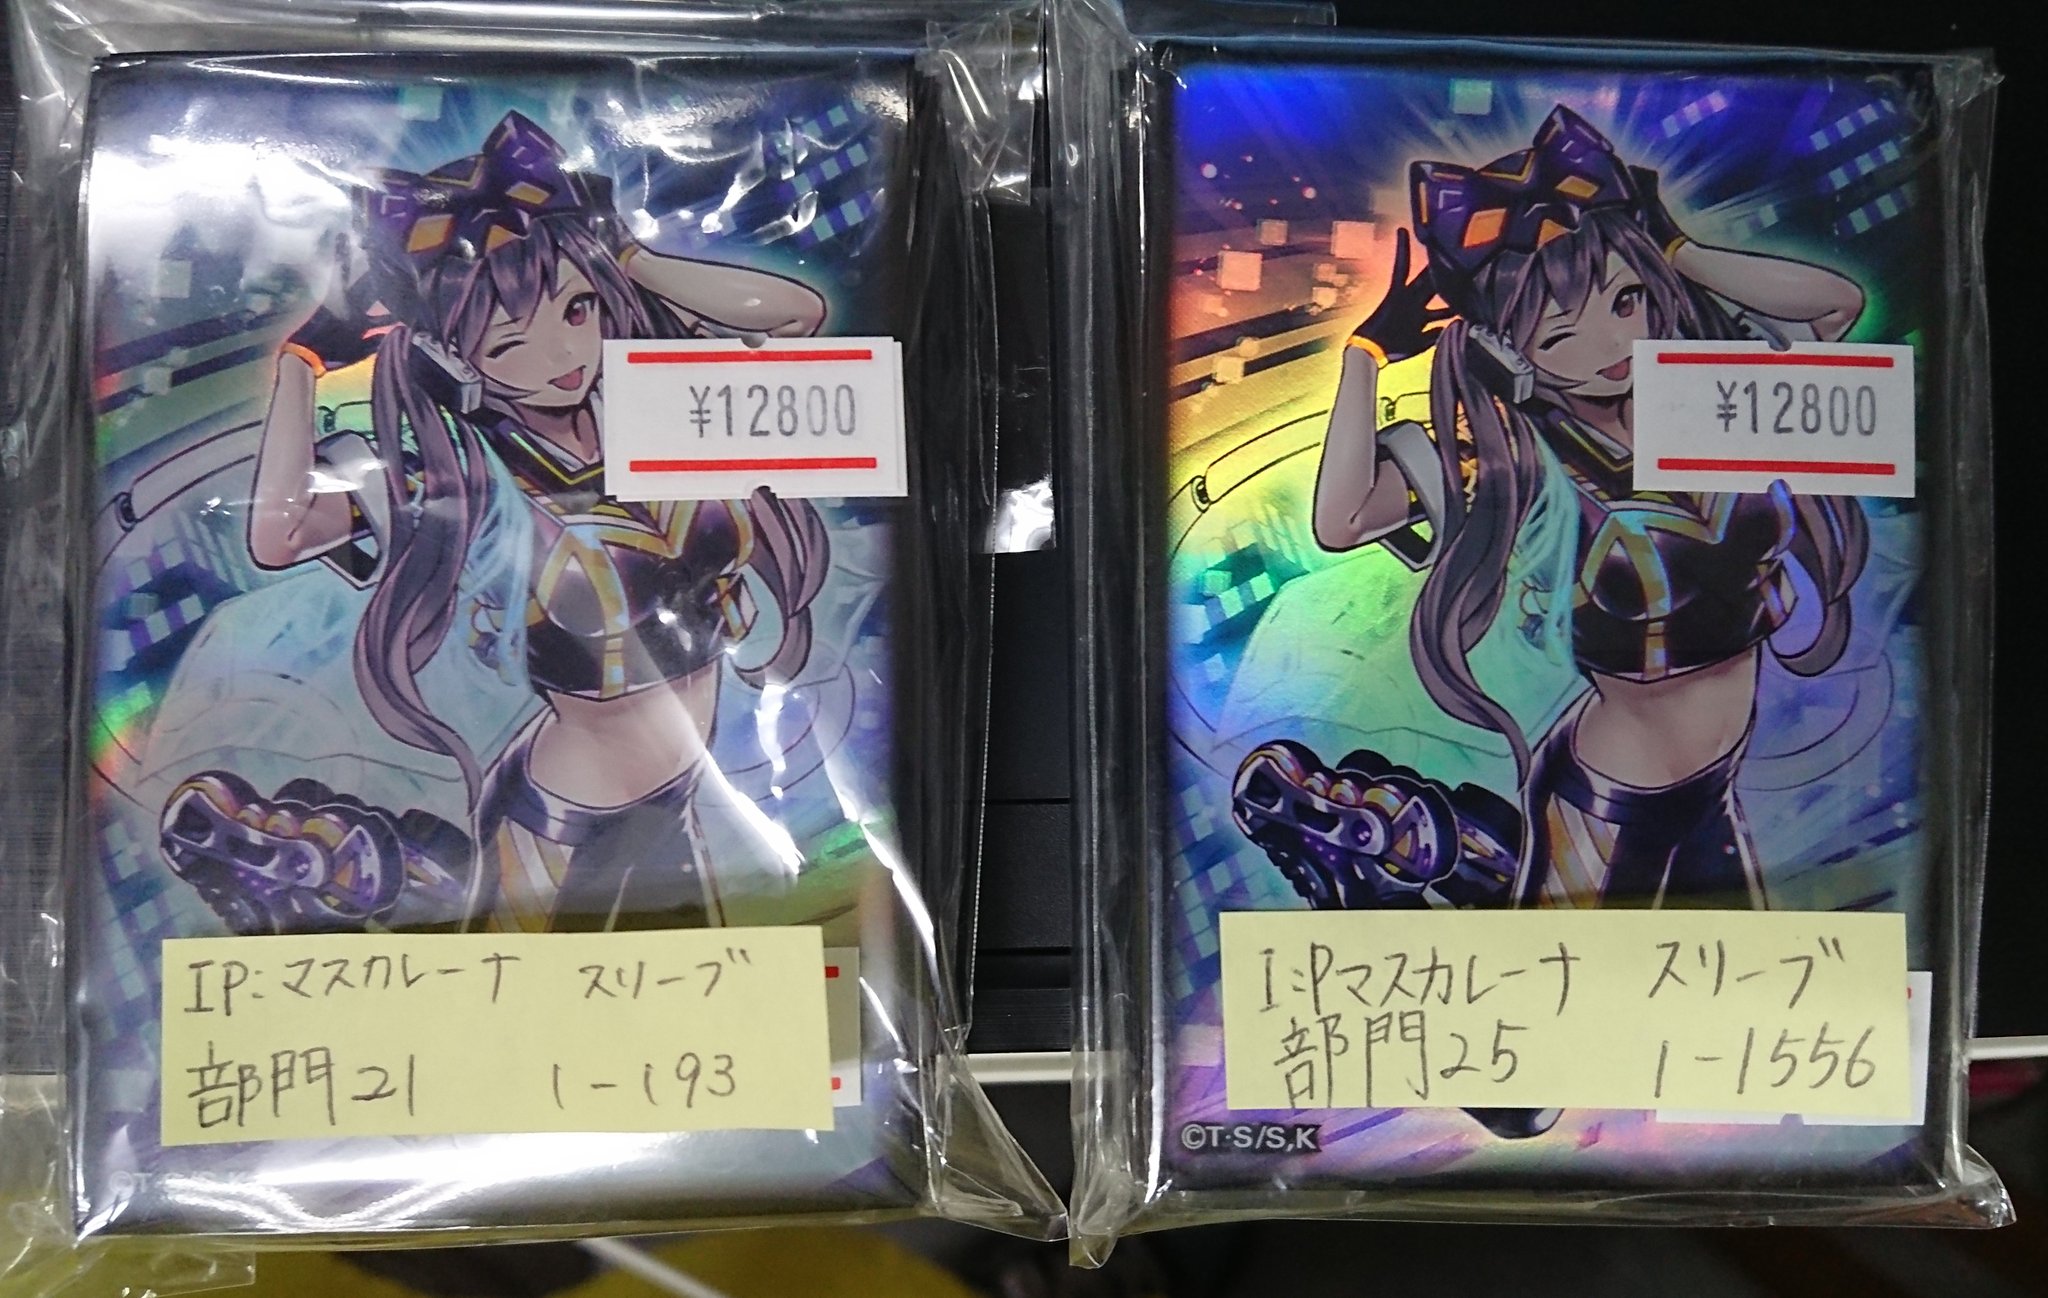 ¥12800
IP:マスカレーナ スリーブ
部門21 1-193
©T·S/S,K
¥12800
I:Pマスカレーナ スリーブ
部門25 1-1556
©T·S/S,K